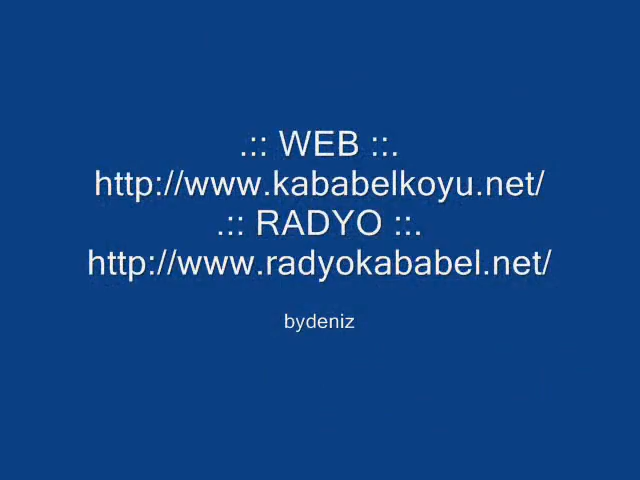 .:: WEB ::.
http://www.kababelkoyu.net/
.:: RADYO ::.
http://www.radyokababel.net/
bydeniz